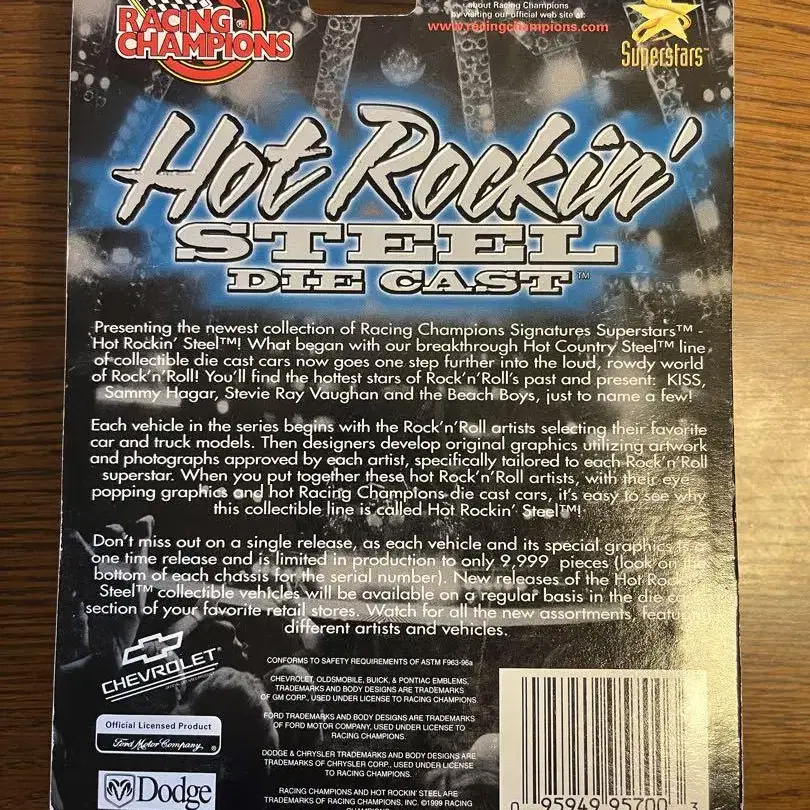 RACING®
CHAMPIONS
about Racing Champions
by visiting our official web site at:
www.racingchampions.com
Superstars™
Hot Rockin'
STEEL
DIE CAST™
Presenting the newest collection of Racing Champions Signatures Superstars™ -
Hot Rockin' Steel™! What began with our breakthrough Hot Country Steel™ line
of collectible die cast cars now goes one step further into the loud, rowdy world
of Rock'n'Roll! You'll find the hottest stars of Rock'n'Roll's past and present: KISS,
Sammy Hagar, Stevie Ray Vaughan and the Beach Boys, just to name a few!
Each vehicle in the series begins with the Rock'n'Roll artists selecting their favorite
car and truck models. Then designers develop original graphics utilizing artwork
and photographs approved by each artist, specifically tailored to each Rock'n'Roll
superstar. When you put together these hot Rock'n'Roll artists, with their eye-
popping graphics and hot Racing Champions die cast cars, it's easy to see why
this collectible line is called Hot Rockin' Steel™!
Don't miss out on a single release, as each vehicle and its special graphics is a
one time release and is limited in production to only 9,999 pieces (look on the
bottom of each chassis for the serial number). New releases of the Hot Rockin'
Steel™ collectible vehicles will be available on a regular basis in the die cast
section of your favorite retail stores. Watch for all the new assortments, featuring
different artists and vehicles.
CHEVROLET™
Official Licensed Product
Ford Motor Company, ®
Dodge
CONFORMS TO SAFETY REQUIREMENTS OF ASTM F963-96a
CHEVROLET, OLDSMOBILE, BUICK, & PONTIAC EMBLEMS,
TRADEMARKS AND BODY DESIGNS ARE TRADEMARKS
OF GM CORP., USED UNDER LICENSE TO RACING CHAMPIONS
FORD TRADEMARKS AND BODY DESIGNS ARE TRADEMARKS
OF FORD MOTOR COMPANY, USED UNDER LICENSE TO
RACING CHAMPIONS.
DODGE & CHRYSLER TRADEMARKS AND BODY DESIGNS ARE
TRADEMARKS OF CHRYSLER CORP., USED UNDER LICENSE
TO RACING CHAMPIONS.
RACING CHAMPIONS AND HOT ROCKIN' STEEL ARE
TRADEMARKS OF RACING CHAMPIONS, INC. ©1999 RACING
0 95949 95700 3